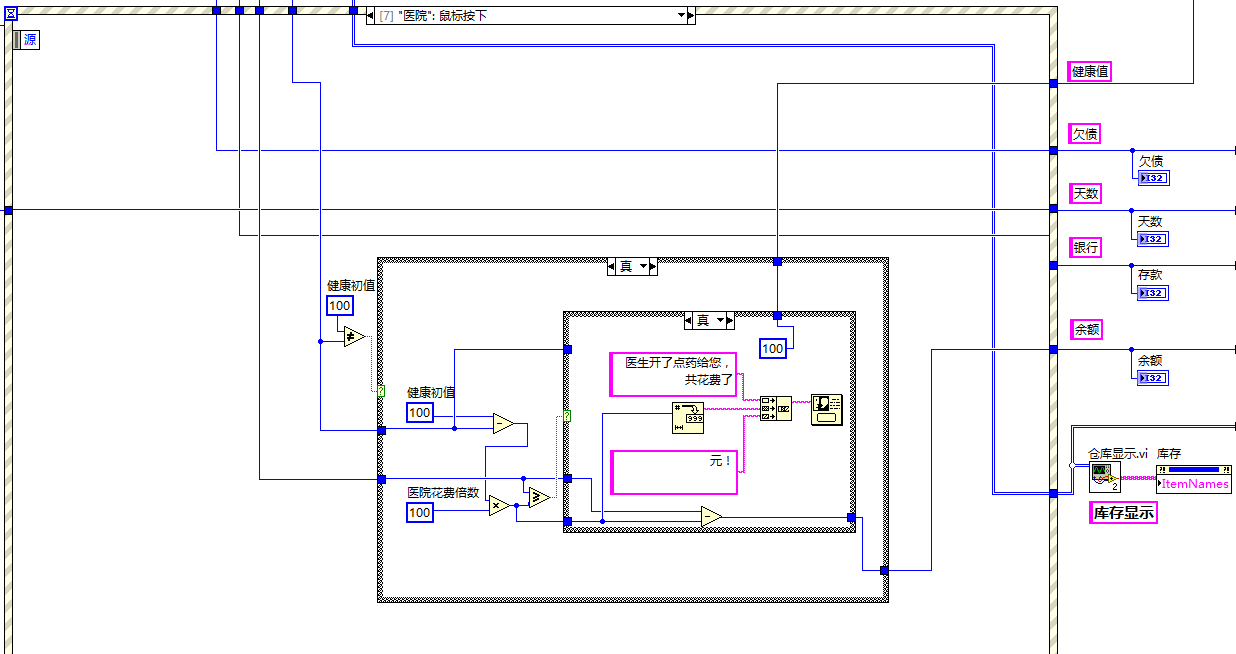 [7] "医院": 鼠标按下
源
健康值
欠债
欠债
I32
天数
天数
I32
银行
存款
I32
余额
余额
I32
真
健康初值
100
真
100
医生开了点药给您，
共花费了
健康初值
100
元！
医院花费倍数
100
仓库显示.vi
库存
ItemNames
2
库存显示